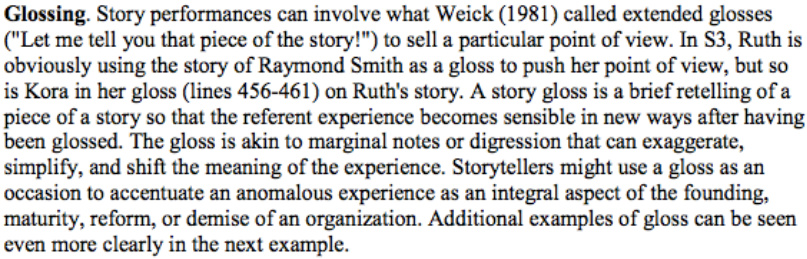 Glossing. Story performances can involve what Weick (1981) called extended glosses
("Let me tell you that piece of the story!") to sell a particular point of view. In S3, Ruth is
obviously using the story of Raymond Smith as a gloss to push her point of view, but so
is Kora in her gloss (lines 456-461) on Ruth's story. A story gloss is a brief retelling of a
piece of a story so that the referent experience becomes sensible in new ways after having
been glossed. The gloss is akin to marginal notes or digression that can exaggerate,
simplify, and shift the meaning of the experience. Storytellers might use a gloss as an
occasion to accentuate an anomalous experience as an integral aspect of the founding,
maturity, reform, or demise of an organization. Additional examples of gloss can be seen
even more clearly in the next example.